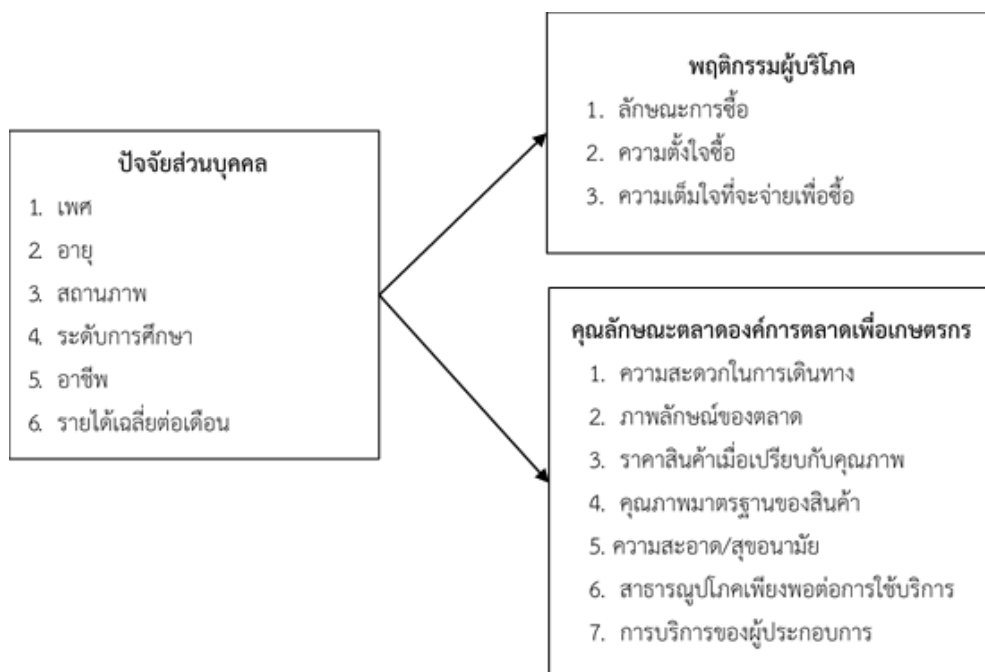 ปัจจัยส่วนบุคคล
1. เพศ
2. อายุ
3. สถานภาพ
4. ระดับการศึกษา
5. อาชีพ
6. รายได้เฉลี่ยต่อเดือน
พฤติกรรมผู้บริโภค
1. ลักษณะการซื้อ
2. ความตั้งใจซื้อ
3. ความเต็มใจที่จะจ่ายเพื่อซื้อ
คุณลักษณะตลาดองค์การตลาดเพื่อเกษตรกร
1. ความสะดวกในการเดินทาง
2. ภาพลักษณ์ของตลาด
3. ราคาสินค้าเมื่อเปรียบกับคุณภาพ
4. คุณภาพมาตรฐานของสินค้า
5. ความสะอาด/สุขอนามัย
6. สาธารณูปโภคเพียงพอต่อการใช้บริการ
7. การบริการของผู้ประกอบการ